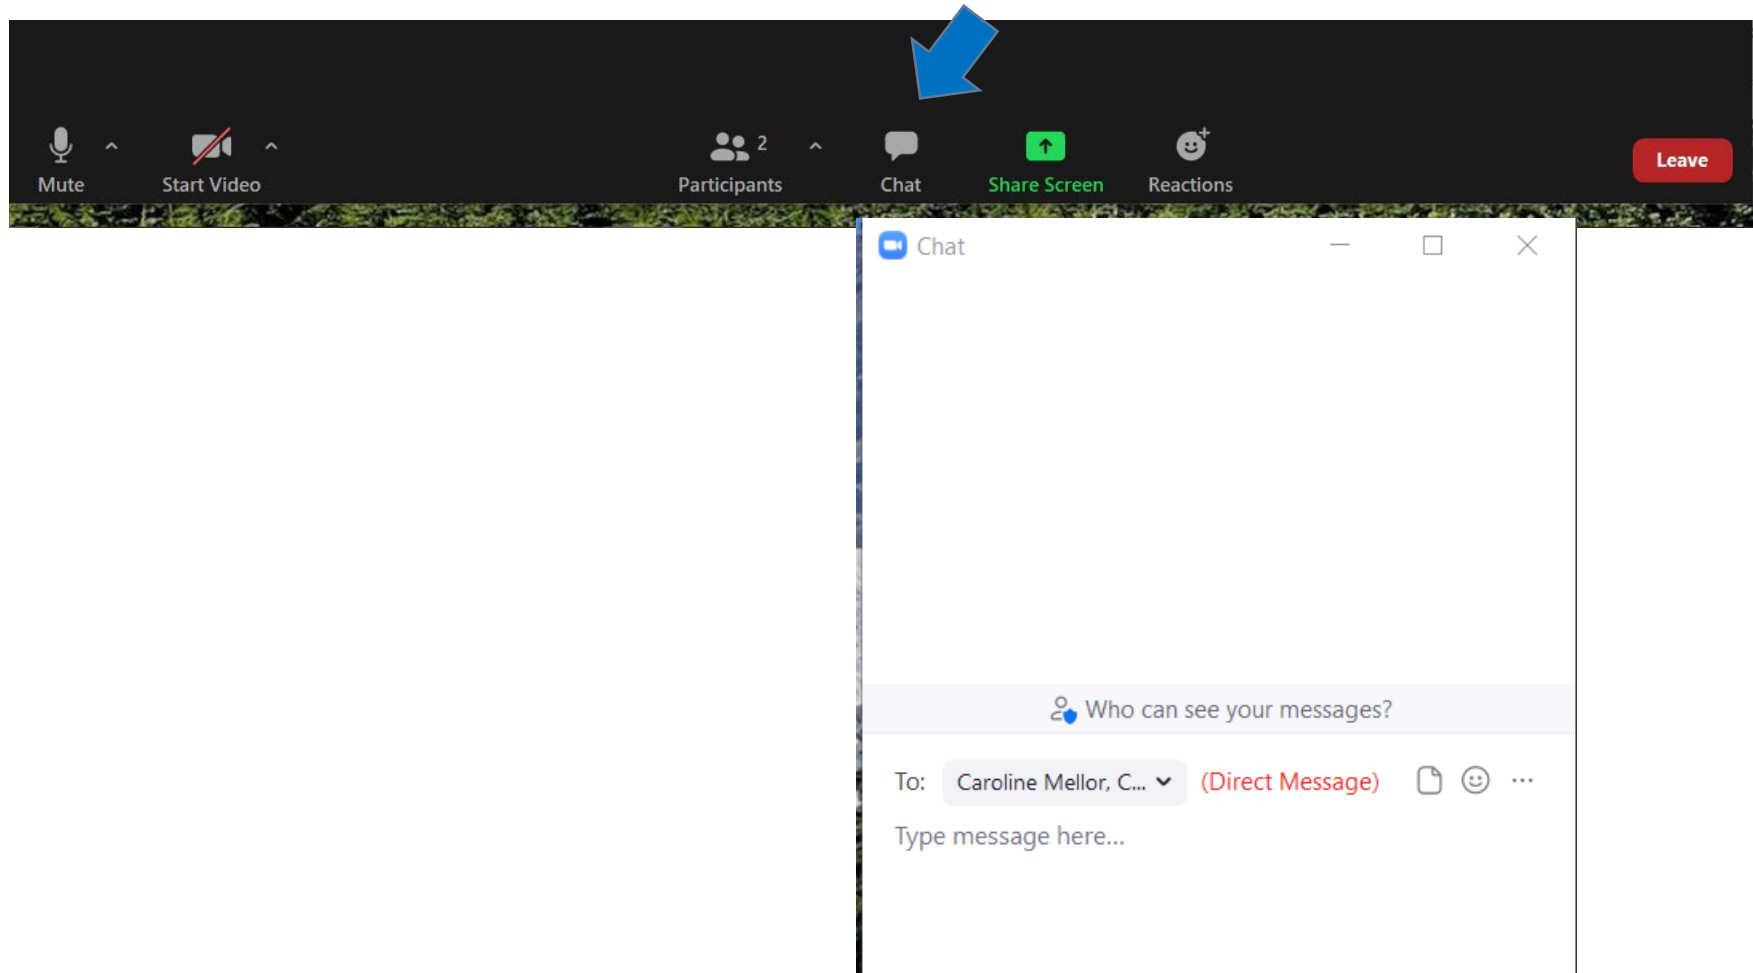 2
Mute
Start Video
Participants
Chat
Share Screen
Reactions
Leave
Chat
Who can see your messages?
To: Caroline Mellor, C... (Direct Message)
Type message here...